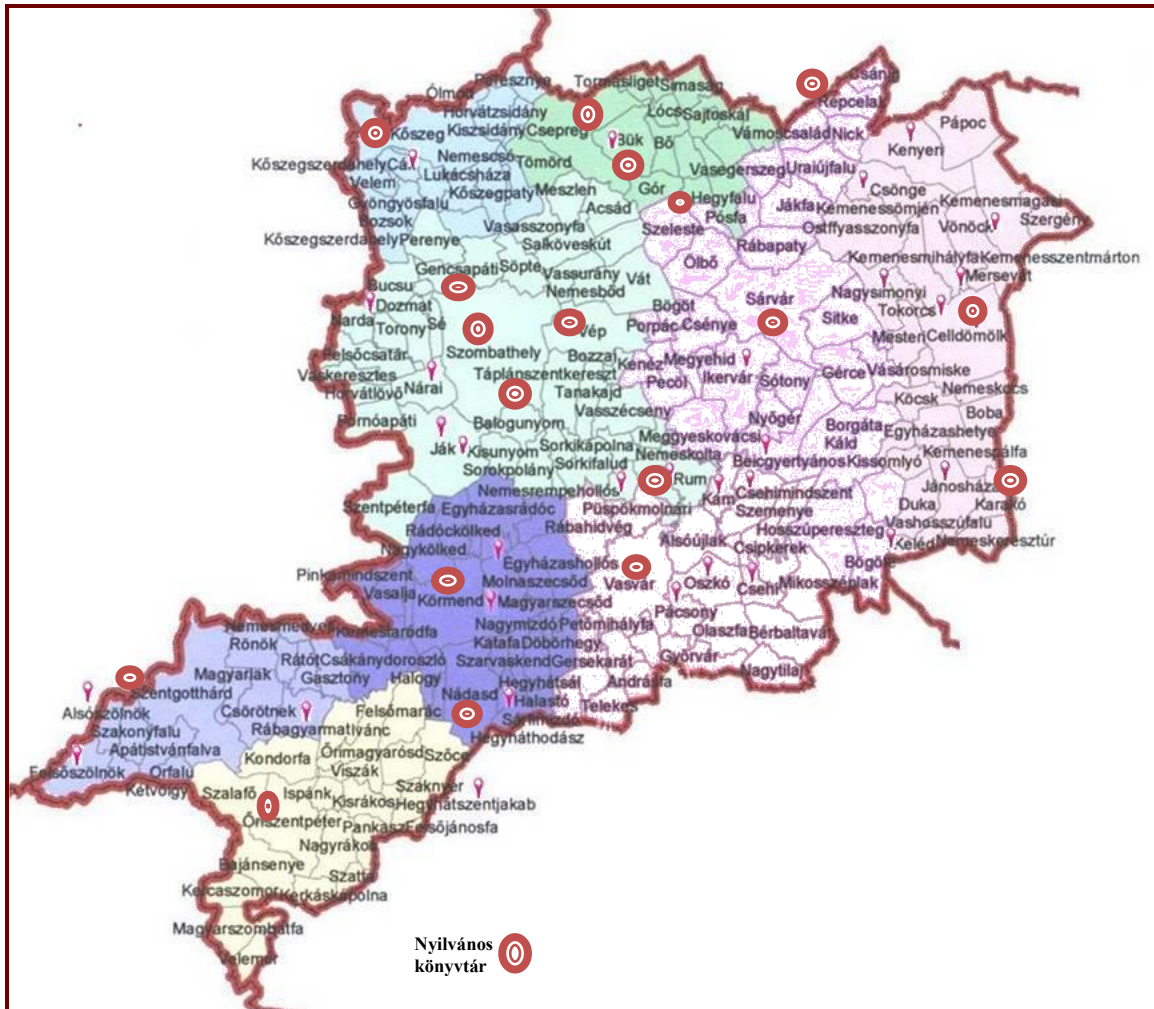 Csánig
Peresznye
Tormásliget
Simaság
Ólmod
Répcelak
Horvátzsidány
Lócs
Sajtoskál
Pápoc
Kőszeg
Kiszsidány
Csepreg
Bük
Bő
Vámoscsalád
Nick
Kenyeri
Kőszegszerdahely
Nemescsó
Tömörd
Vasegerszeg
Uraiújfalu
Velem
Lukácsháza
Meszlen
Gór
Hegyfalu
Csönge
Kőszegpaty
Gyöngyösfalu
Acsád
Pósfa
Jákfa
Kemenessömjén
Kenesmagasi
Bozsok
Vasasszonyfa
Szeleste
Ostffyasszonyfa
Vönöck
Szergény
Kőszegszerdahely
Perenye
Salköveskút
Rábapaty
Gencsapáti
Söpte
Vassurány
Vát
Ölbő
Kemenesmihályfa
Kemenesszentmárton
Bucsu
Nemesbőd
Mersevát
Dozmat
Bögöt
Sárvár
Nagysimonyi
Tokorcs
Narda
Torony
Sé
Vép
Porpác
Csénye
Sitke
Mesteri
Celldömölk
Felsőcsatár
Szombathely
Bozzai
Kenéz
Megyehid
Vaskeresztes
Táplánszentkereszt
Pecöl
Ikervár
Sótony
Gérce
Vásárosmiske
Horvátlövő
Nárai
Tanakajd
Köcsk
Nemeskocs
Vasszécseny
Boba
Pornóapáti
Balogunyom
Nyőgér
Borgáta
Egyházashetye
Ják
Kisunyom
Sorkikápolna
Meggyeskovácsi
Káld
Nemeskolta
Kemenespálfa
Sorokpolány
Sorkifalud
Beicgyertyános
Kissomlyó
Nemesrempehollós
Rum
Kám
Csehimindszent
Jánosháza
Szentpéterfa
Egyházasrádóc
Püspökmolnári
Szemenye
Duka
Karakó
Rádóckölked
Rábahidvég
Hosszúpereszteg
Vashosszúfalu
Nagykölked
Alsóújlak
Csipkerek
Keléd
Nemeskeresztúr
Egyházashollós
Bögöte
Pinkamindszent
Molnaszecsőd
Vasvár
Oszkó
Csehi
Mikosszéplak
Vasalja
Körmend
Magyarszecsőd
Pácsony
Nemesmedves
Kemestaródfa
Nagymizdó
Petőmihályfa
Olaszfa
Bérbaltavár
Rönök
Katafa
Döbörhegy
Rátót
Csákánydoroszló
Szarvaskend
Gersekarát
Győrvár
Magyarlak
Gasztony
Halogy
Hegyhátsál
Andrásfa
Nagytilaj
Szentgotthárd
Nádasd
Halastó
Telekes
Alsószölnök
Csörötnek
Felsőmarác
Szakonyfalu
Rábagyarmat
Ivánc
Hegyháthodász
Apátistvánfalva
Őrimagyarósd
Szőce
Kondorfa
Felsőszölnök
Orfalu
Viszák
Kétvölgy
Szalafő
Ispánk
Szaknyér
Kisrákos
Hegyhátszentjakab
Őriszentpéter
Pankasz
Felsőjánosfa
Nagyrákos
Bajánsenye
Szatta
Kercaszomor
Kerkáskápolna
Magyarszombatfa
Velemér
Nyilvános
könyvtár